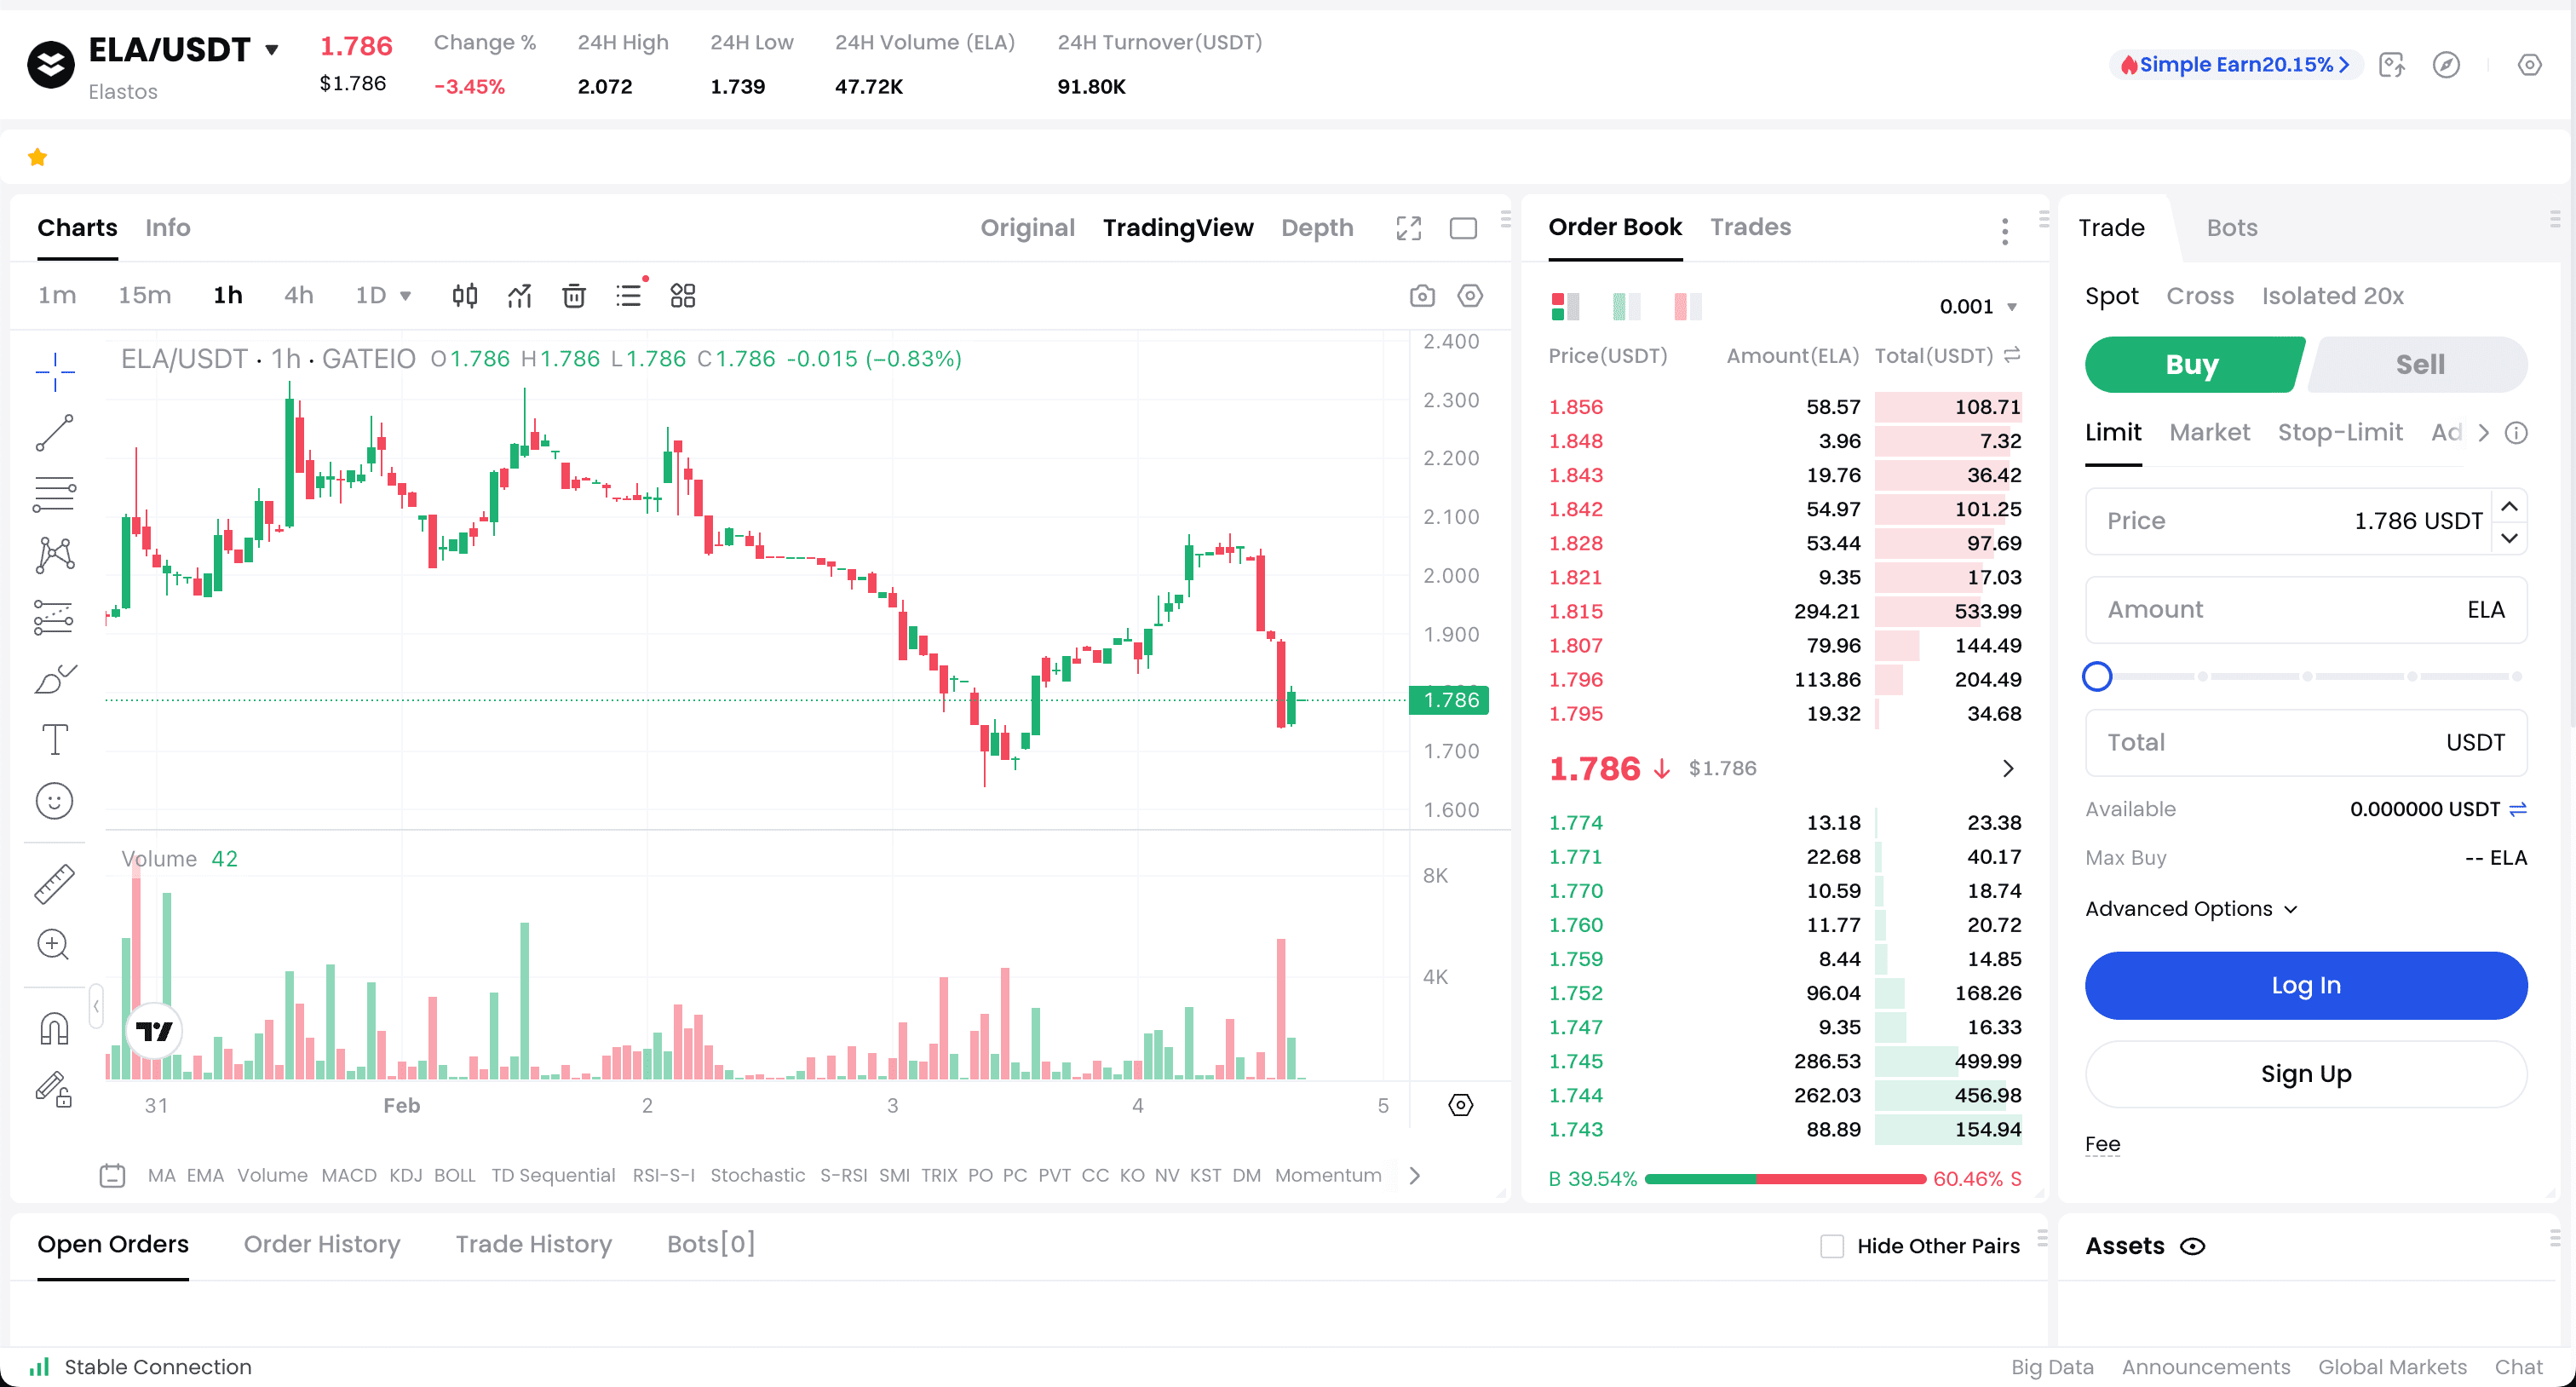 ELA/USDT
Elastos
1.786
$1.786
Change %
-3.45%
24H High
2.072
24H Low
1.739
24H Volume (ELA)
47.72K
24H Turnover(USDT)
91.80K
Simple Earn20.15%
Charts Info
Original TradingView Depth
1m 15m 1h 4h 1D
ELA/USDT · 1h · GATEIO O1.786 H1.786 L1.786 C1.786 -0.015 (−0.83%)
2.400
2.300
2.200
2.100
2.000
1.900
1.786
1.700
1.600
Volume 42
8K
4K
31 Feb 2 3 4 5
MA EMA Volume MACD KDJ BOLL TD Sequential RSI-S-I Stochastic S-RSI SMI TRIX PO PC PVT CC KO NV KST DM Momentum
Order Book Trades
0.001
Price(USDT) Amount(ELA) Total(USDT)
1.856 58.57 108.71
1.848 3.96 7.32
1.843 19.76 36.42
1.842 54.97 101.25
1.828 53.44 97.69
1.821 9.35 17.03
1.815 294.21 533.99
1.807 79.96 144.49
1.796 113.86 204.49
1.795 19.32 34.68
1.786 ↓ $1.786
1.774 13.18 23.38
1.771 22.68 40.17
1.770 10.59 18.74
1.760 11.77 20.72
1.759 8.44 14.85
1.752 96.04 168.26
1.747 9.35 16.33
1.745 286.53 499.99
1.744 262.03 456.98
1.743 88.89 154.94
B 39.54% 60.46% S
Trade Bots
Spot Cross Isolated 20x
Buy Sell
Limit Market Stop-Limit Ad
Price 1.786 USDT
Amount ELA
Total USDT
Available 0.000000 USDT
Max Buy -- ELA
Advanced Options
Log In
Sign Up
Fee
Open Orders Order History Trade History Bots[0]
Hide Other Pairs
Assets
Stable Connection
Big Data Announcements Global Markets Chat